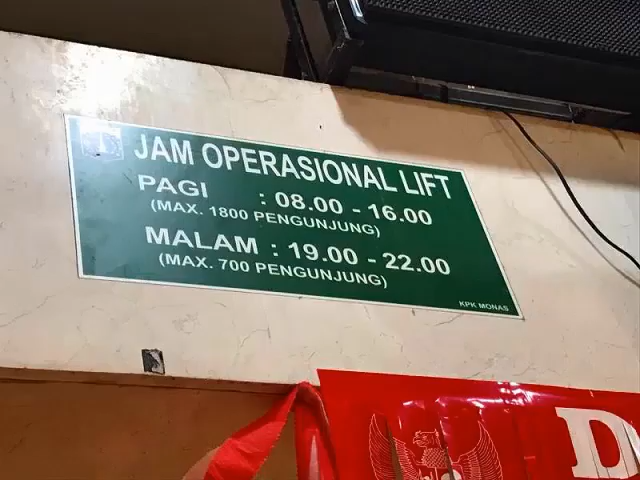 JAM OPERASIONAL LIFT
PAGI : 08.00 - 16.00
(MAX. 1800 PENGUNJUNG)
MALAM : 19.00 - 22.00
(MAX. 700 PENGUNJUNG)
KPK MONAS